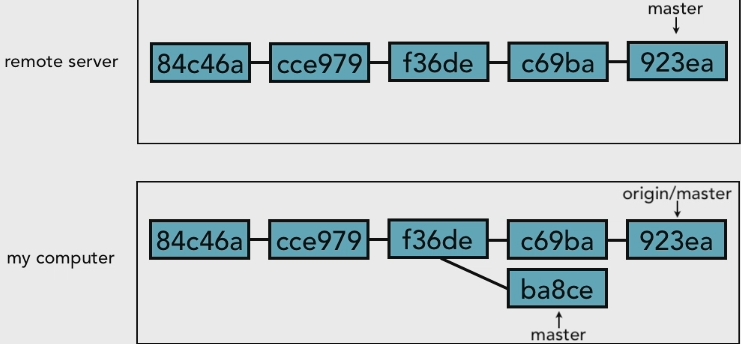 master
remote server
84c46a
cce979
f36de
c69ba
923ea
origin/master
my computer
84c46a
cce979
f36de
c69ba
923ea
ba8ce
master